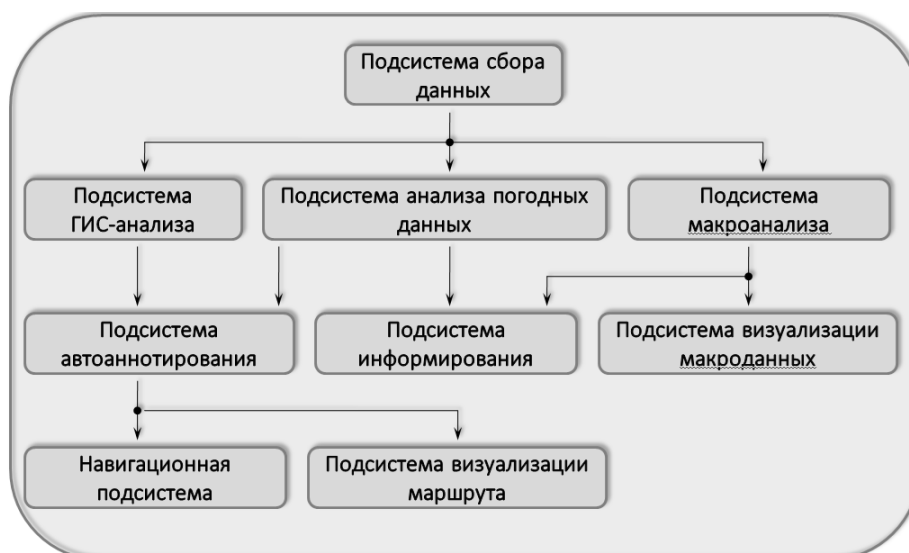 Подсистема сбора
данных
Подсистема
ГИС-анализа
Подсистема анализа погодных
данных
Подсистема
макроанализа
Подсистема
автоаннотирования
Подсистема
информирования
Подсистема визуализации
макроданных
Навигационная
подсистема
Подсистема визуализации
маршрута